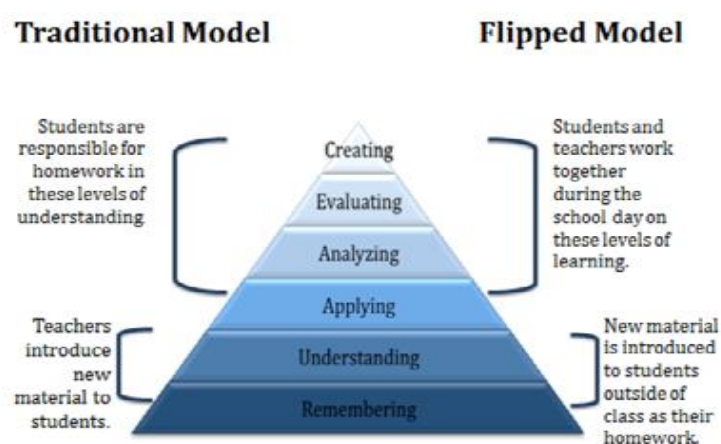 Traditional Model
Flipped Model
Students are
responsible for
homework in
these levels of
understanding
Teachers
introduce
new
material to
students.
Creating
Evaluating
Analyzing
Applying
Understanding
Remembering
Students and
teachers work
together
during the
school day on
these levels of
learning.
New material
is introduced
to students
outside of
class as their
homework.